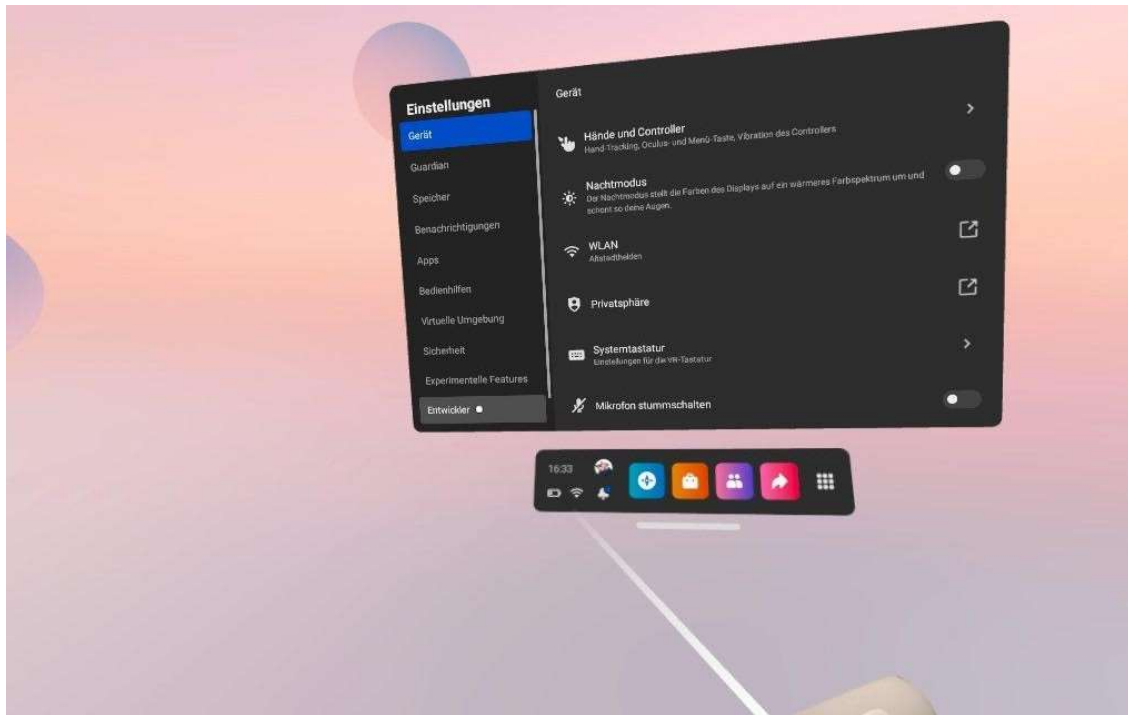 Einstellungen
Gerät
Guardian
Speicher
Benachrichtigungen
Apps
Bedienhilfen
Virtuelle Umgebung
Sicherheit
Experimentelle Features
Entwickler
Gerät
Hände und Controller
Hand-Tracking, Oculus- und Menü-Taste, Vibration des Controllers
Nachtmodus
Der Nachtmodus stellt die Farben des Displays auf ein wärmeres Farbspektrum um und
schont so deine Augen.
WLAN
Altstadthelden
Privatsphäre
Systemtastatur
Einstellungen für die VR-Tastatur
Mikrofon stummschalten
16:33